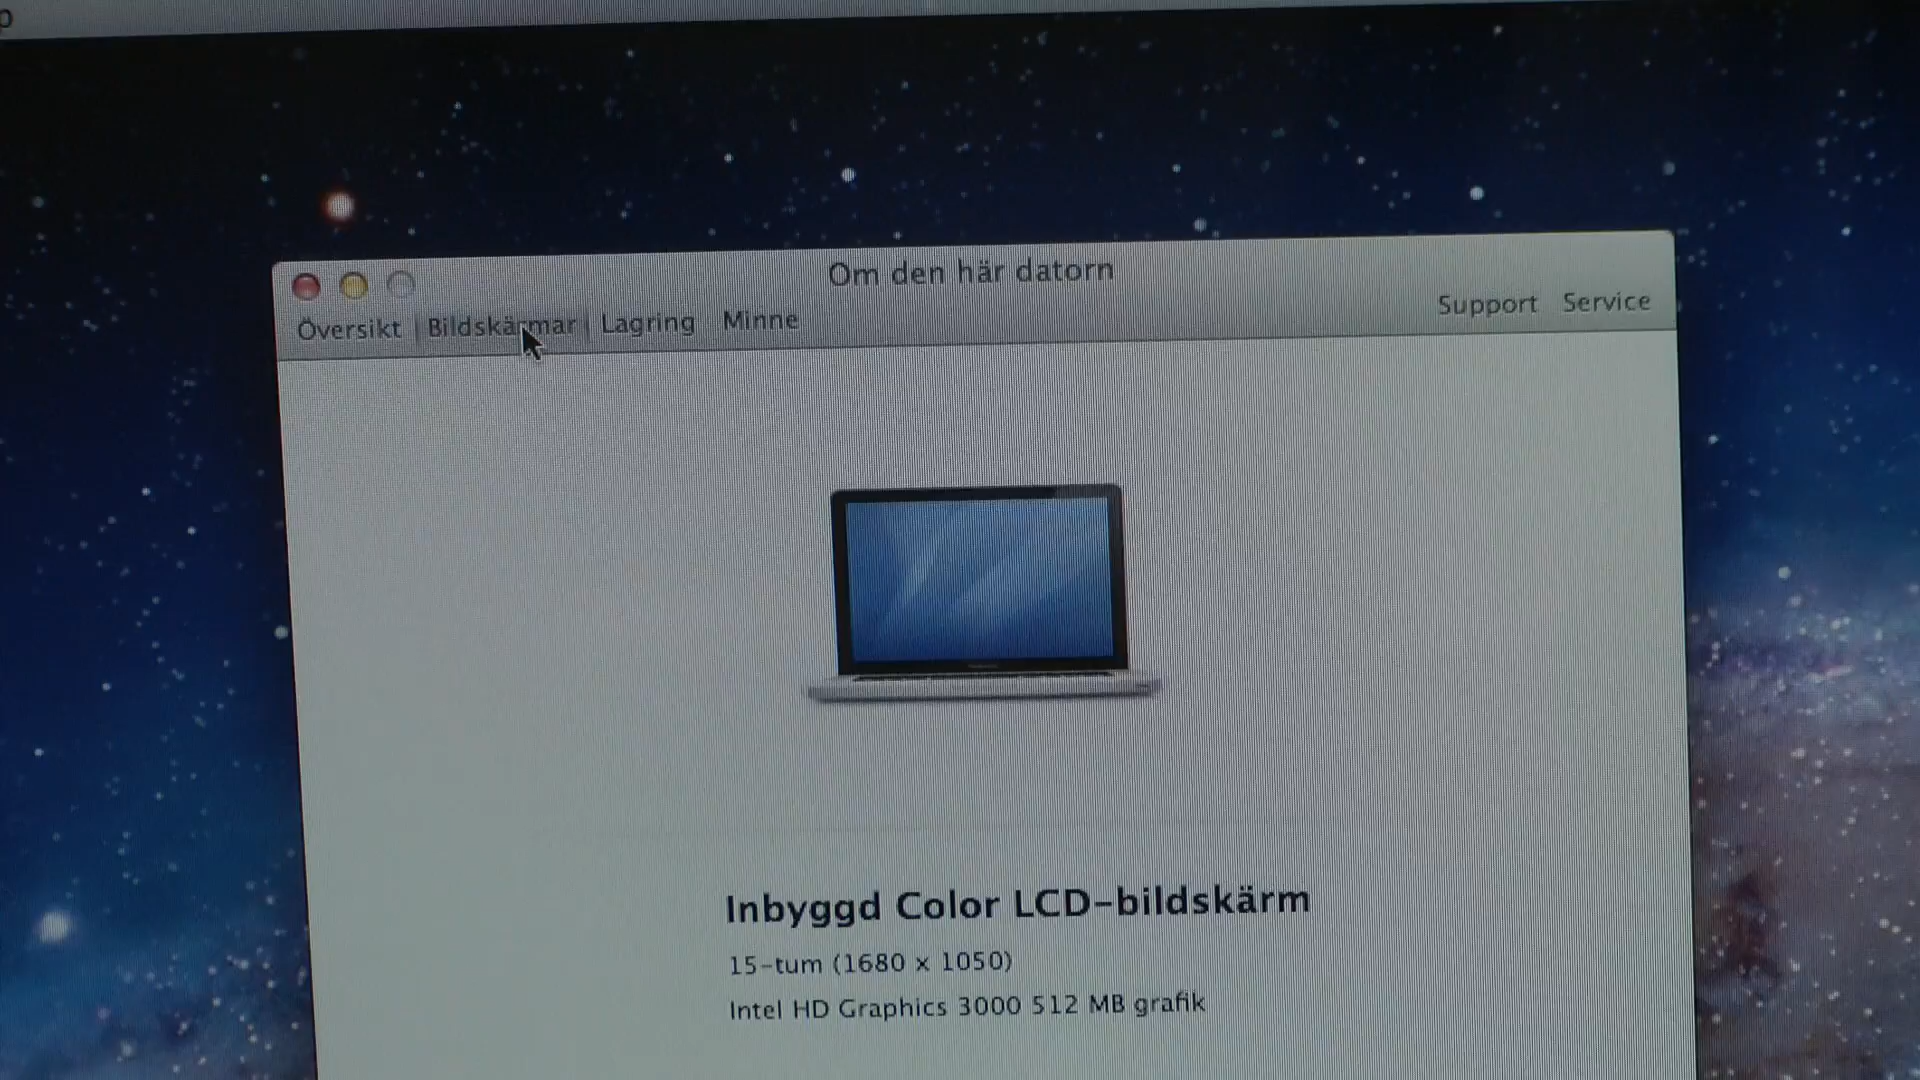 Om den här datorn
Översikt Bildskärmar Lagring Minne Support Service
Inbyggd Color LCD-bildskärm
15-tum (1680 x 1050)
Intel HD Graphics 3000 512 MB grafik